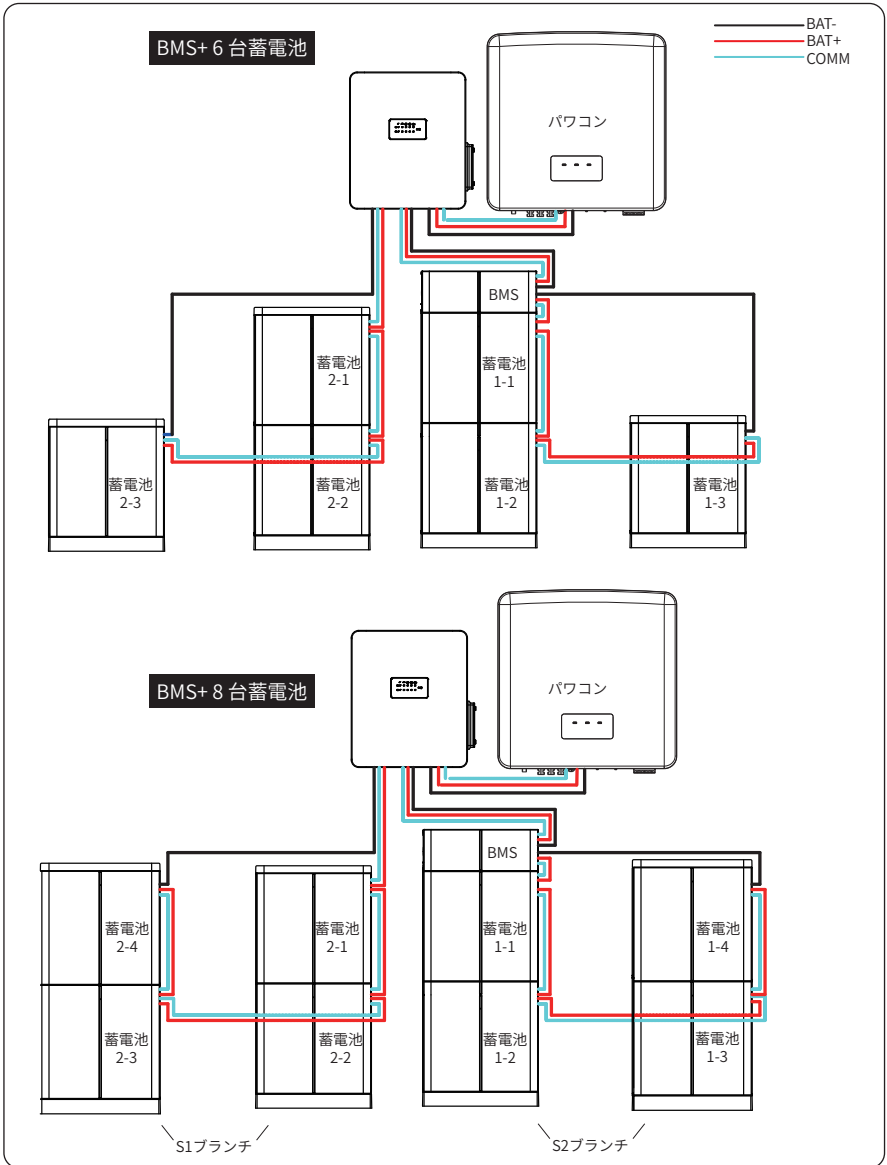 BMS+ 6 台蓄電池
BAT-
BAT+
COMM
パワコン
BMS
蓄電池
2-1
蓄電池
1-1
蓄電池
2-3
蓄電池
2-2
蓄電池
1-2
蓄電池
1-3
BMS+ 8 台蓄電池
パワコン
BMS
蓄電池
2-4
蓄電池
2-1
蓄電池
1-1
蓄電池
1-4
蓄電池
2-3
蓄電池
2-2
蓄電池
1-2
蓄電池
1-3
S1ブランチ
S2ブランチ